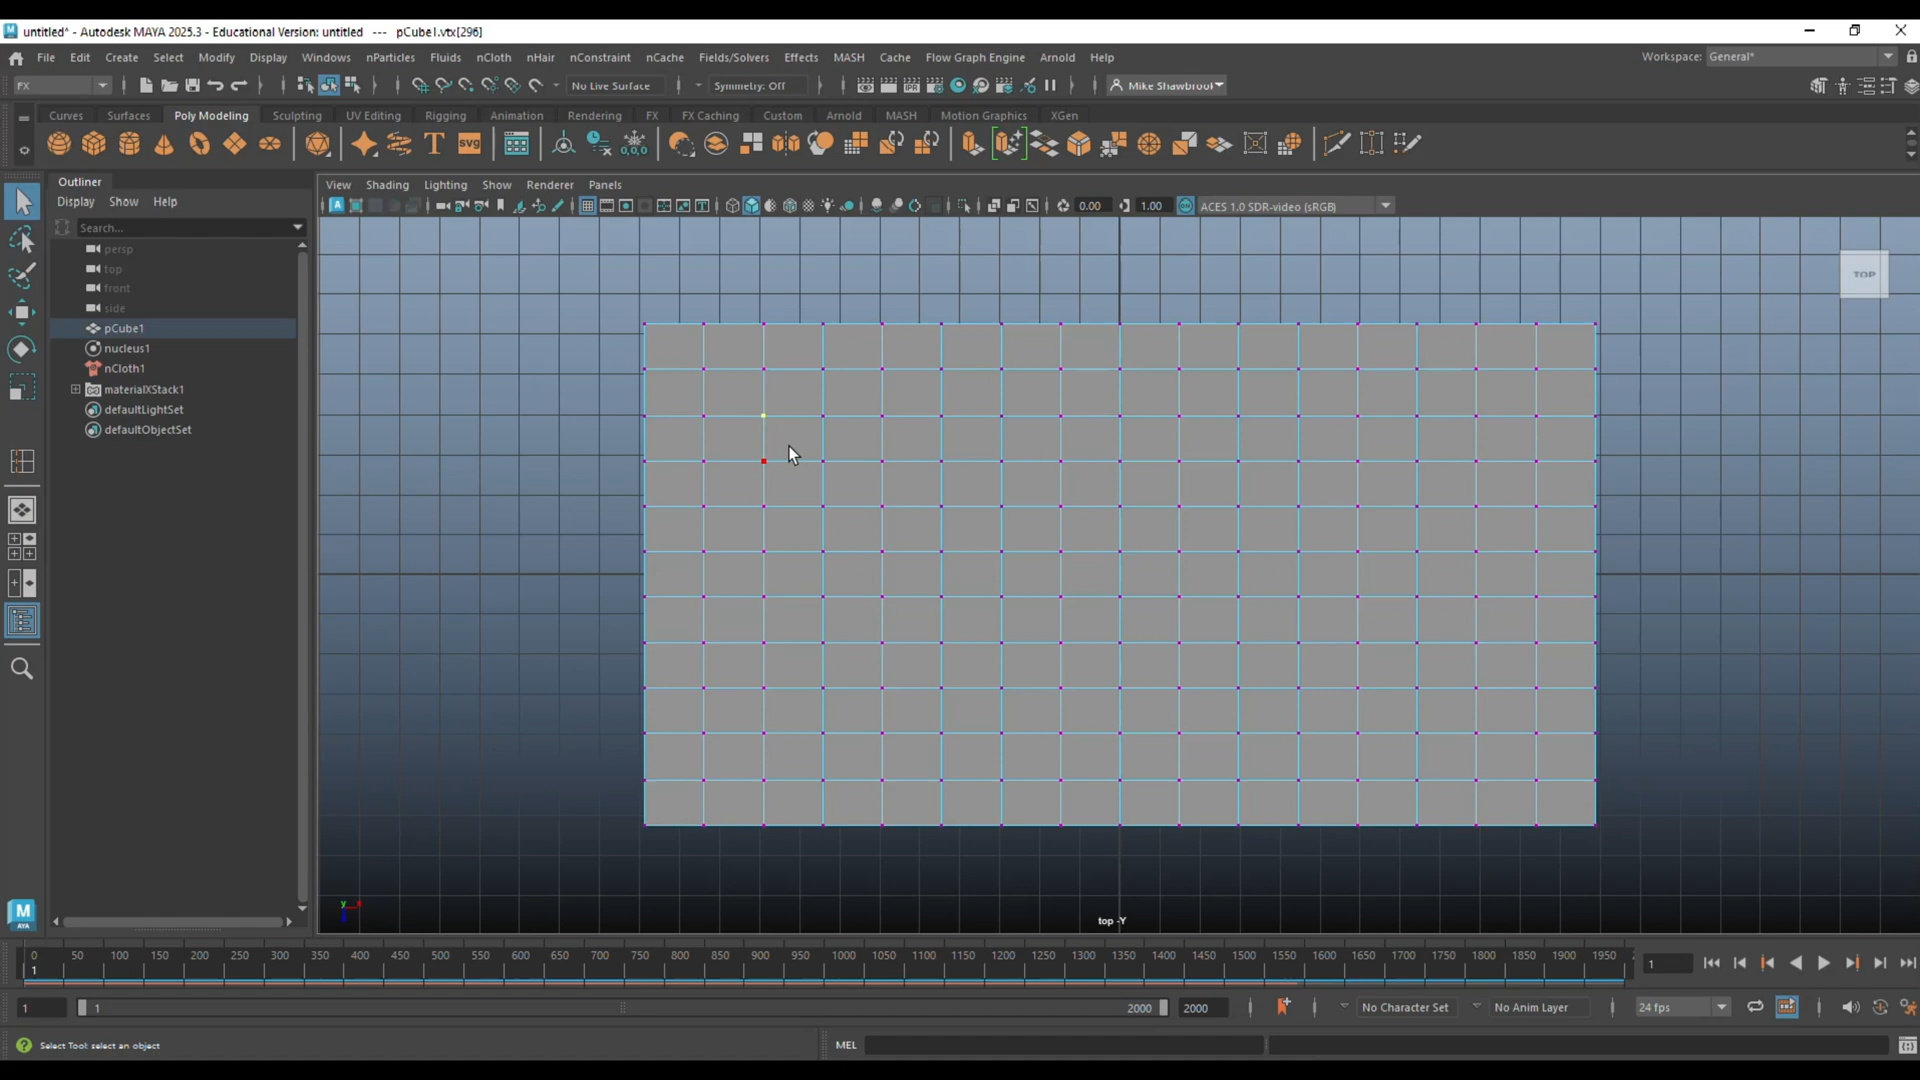 untitled* - Autodesk MAYA 2025.3 - Educational Version: untitled --- pCube1.vtx[296]
File Edit Create Select Modify Display Windows nParticles Fluids nCloth nHair nConstraint nCache Fields/Solvers Effects MASH Cache Flow Graph Engine Arnold Help Workspace: General*
FX No Live Surface Symmetry: Off IPR Mike Shawbrook
Curves Surfaces Poly Modeling Sculpting UV Editing Rigging Animation Rendering FX FX Caching Custom Arnold MASH Motion Graphics XGen
T SVG 0,0,0
Outliner
View Shading Lighting Show Renderer Panels
Display Show Help
0.00 1.00 ACES 1.0 SDR-video (sRGB)
Search...
persp
top
front
side
pCube1
nucleus1
nCloth1
materialXStack1
defaultLightSet
defaultObjectSet
TOP
y
top -Y
M
AYA
0 50 100 150 200 250 300 350 400 450 500 550 600 650 700 750 800 850 900 950 1000 1050 1100 1150 1200 1250 1300 1350 1400 1450 1500 1550 1600 1650 1700 1750 1800 1850 1900 1950
1 1
1 1 2000 2000 No Character Set No Anim Layer 24 fps
Select Tool: select an object MEL